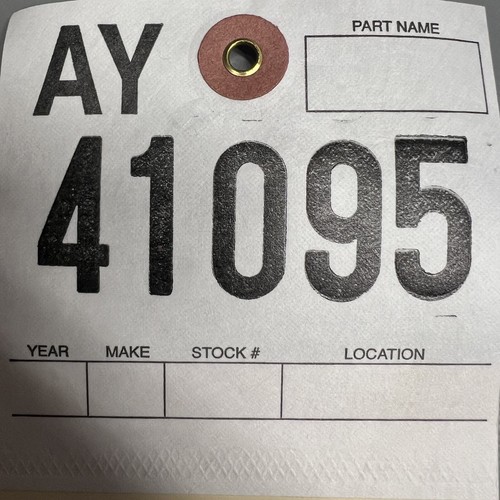 AY
PART NAME
41095
YEAR MAKE STOCK # LOCATION